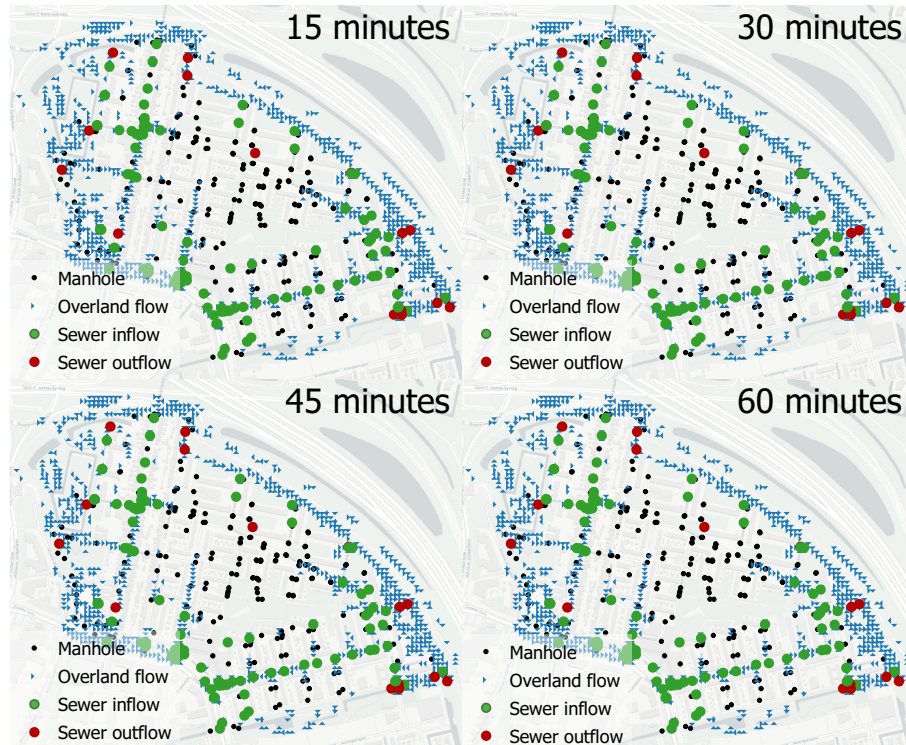 15 minutes
Manhole
Overland flow
Sewer inflow
Sewer outflow
30 minutes
Manhole
Overland flow
Sewer inflow
Sewer outflow
45 minutes
Manhole
Overland flow
Sewer inflow
Sewer outflow
60 minutes
Manhole
Overland flow
Sewer inflow
Sewer outflow